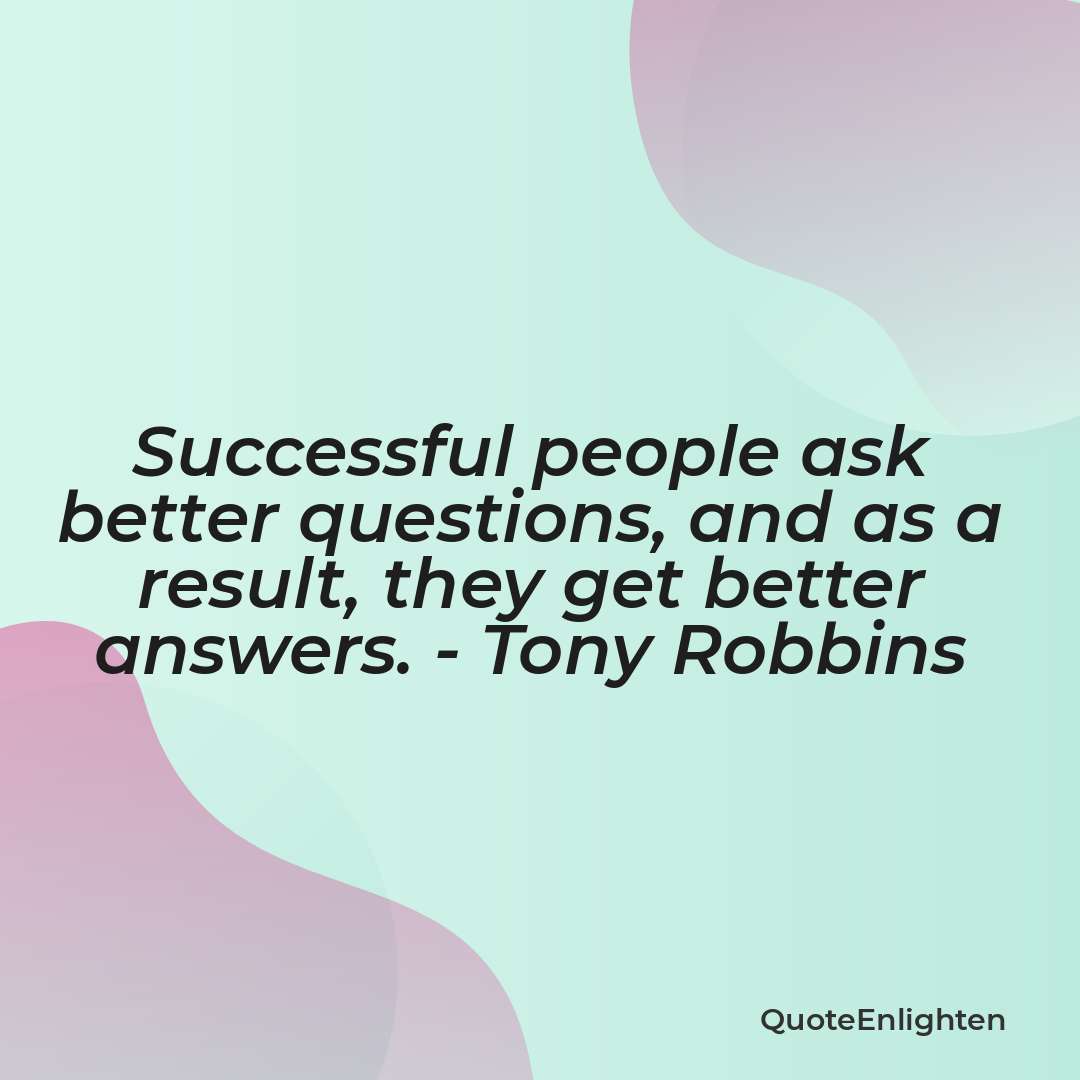 Successful people ask
better questions, and as a
result, they get better
answers. - Tony Robbins
QuoteEnlighten